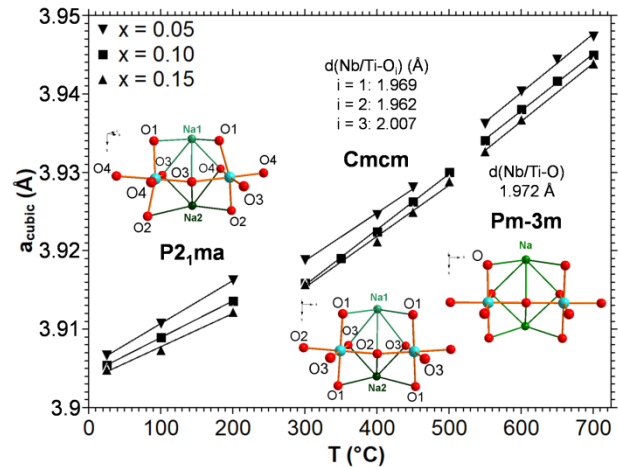 3.95
3.94
3.93
3.92
3.91
3.9
a_cubic (Å)
▼ x = 0.05
■ x = 0.10
▲ x = 0.15
d(Nb/Ti-O_i) (Å)
i = 1: 1.969
i = 2: 1.962
i = 3: 2.007
Cmcm
d(Nb/Ti-O)
1.972 Å
Pm-3m
P2₁ma
O1
Na1
O1
O4
O3
O3
O4
O4
O4
O3
O2
Na2
O2
O1
Na1
O1
O2
O3
O2
O3
O3
O3
O1
Na2
O1
O
Na
0
100
200
300
400
500
600
700
T (°C)